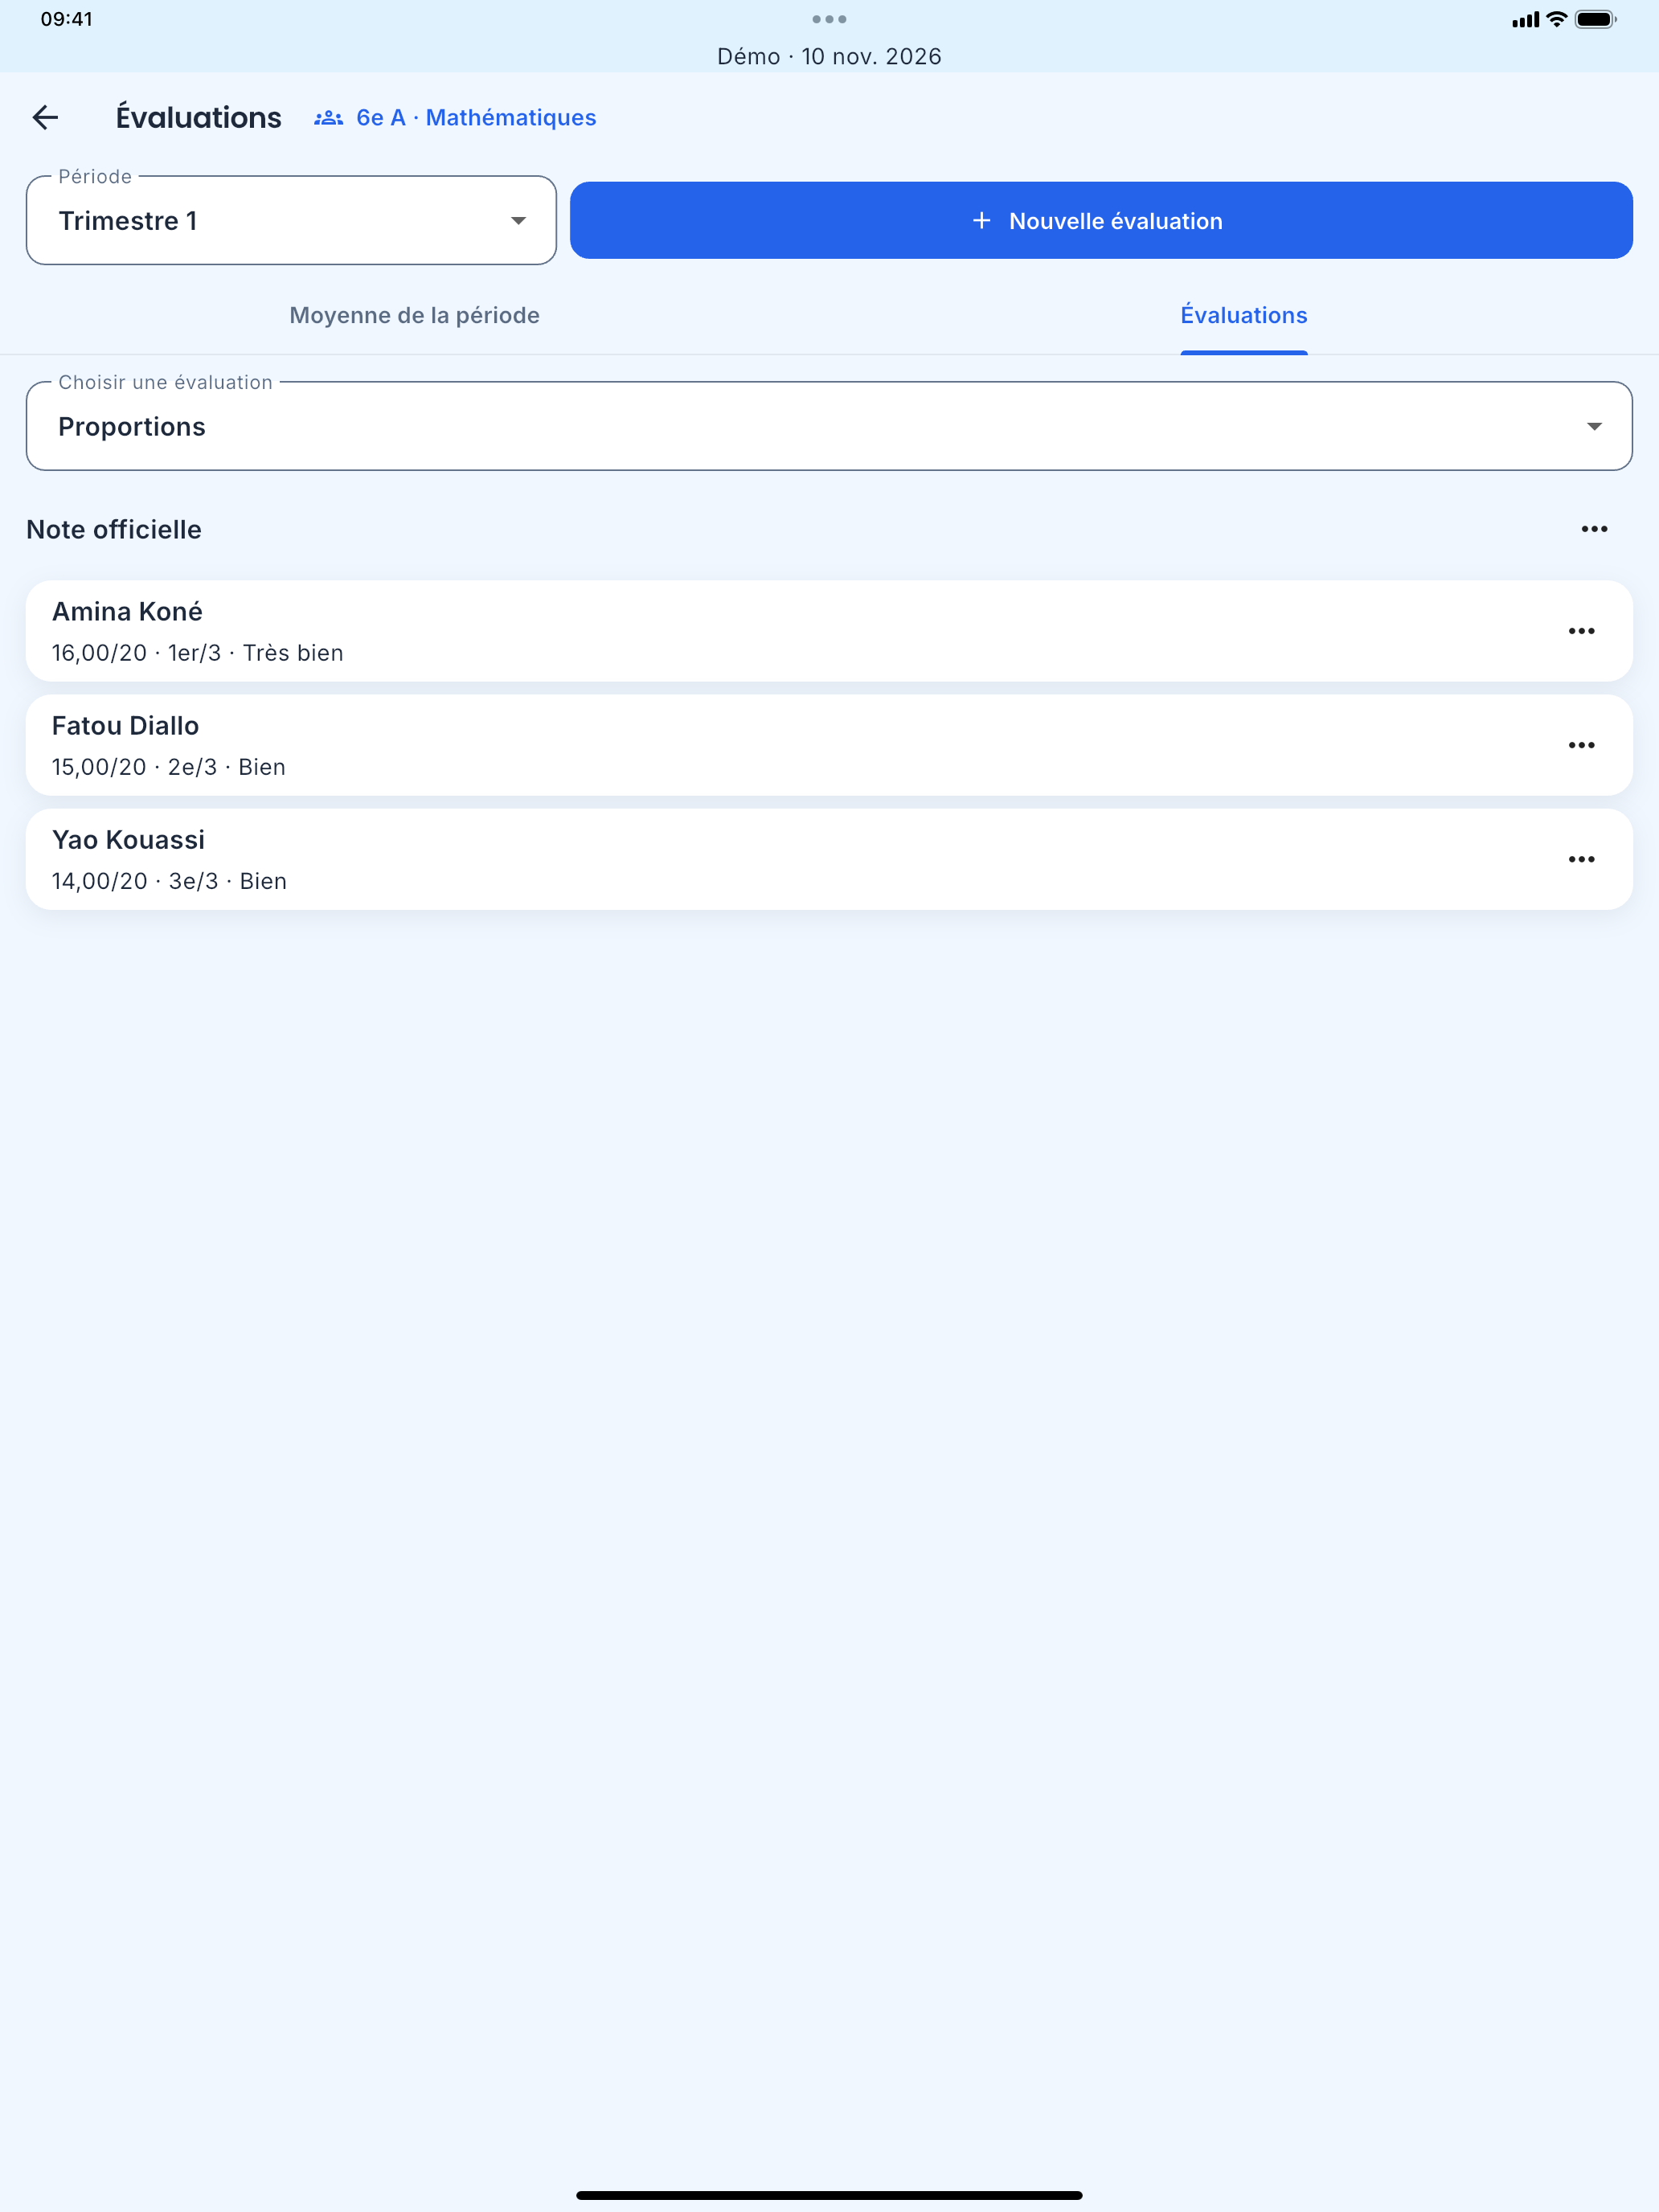 09:41
Démo · 10 nov. 2026
Évaluations
6e A · Mathématiques
Période
Trimestre 1
+ Nouvelle évaluation
Moyenne de la période
Évaluations
Choisir une évaluation
Proportions
Note officielle
Amina Koné
16,00/20 · 1er/3 · Très bien
Fatou Diallo
15,00/20 · 2e/3 · Bien
Yao Kouassi
14,00/20 · 3e/3 · Bien